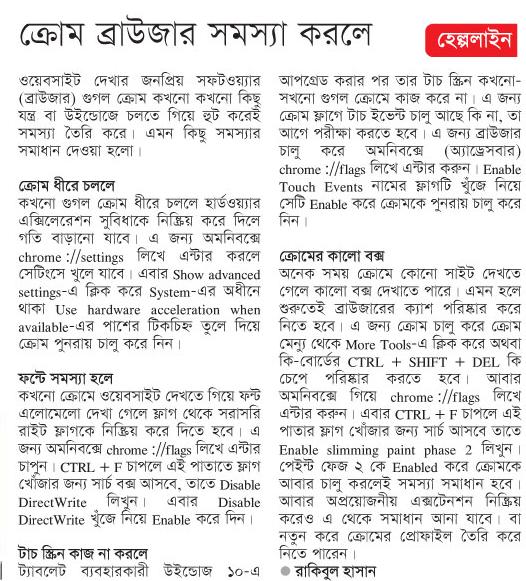 ক্রোম ব্রাউজার সমস্যা করলে
হেল্পলাইন
ওয়েবসাইট দেখার জনপ্রিয় সফটওয়্যার
(ব্রাউজার) গুগল ক্রোম কখনো কখনো কিছু
যন্ত্র বা উইন্ডোজে চলতে গিয়ে হুট করেই
সমস্যা তৈরি করে। এমন কিছু সমস্যার
সমাধান দেওয়া হলো।
ক্রোম ধীরে চললে
কখনো গুগল ক্রোম ধীরে চললে হার্ডওয়্যার
এক্সিলেরেশন সুবিধাকে নিষ্ক্রিয় করে দিলে
গতি বাড়ানো যাবে। এ জন্য অমনিবক্সে
chrome ://settings লিখে এন্টার করলে
সেটিংসে খুলে যাবে। এবার Show advanced
settings-এ ক্লিক করে System-এর অধীনে
থাকা Use hardware acceleration when
available-এর পাশের টিকচিহ্ন তুলে দিয়ে
ক্রোম পুনরায় চালু করে নিন।
ফন্টে সমস্যা হলে
কখনো ক্রোমে ওয়েবসাইট দেখতে গিয়ে ফন্ট
এলোমেলো দেখা গেলে ফ্লাগ থেকে সরাসরি
রাইট ফ্লাগকে নিষ্ক্রিয় করে দিতে হবে। এ
জন্য অমনিবক্সে chrome ://flags লিখে এন্টার
চাপুন। CTRL + F চাপলে এই পাতাতে ফ্লাগ
খোঁজার জন্য সার্চ বক্স আসবে, তাতে Disable
DirectWrite লিখুন। এবার Disable
DirectWrite খুঁজে নিয়ে Enable করে দিন।
টাচ স্ক্রিন কাজ না করলে
ট্যাবলেট ব্যবহারকারী উইন্ডোজ ১০-এ
আপগ্রেড করার পর তার টাচ স্ক্রিন কখনো-
সখনো গুগল ক্রোমে কাজ করে না। এ জন্য
ক্রোম ফ্লাগে টাচ ইভেন্ট চালু আছে কি না, তা
আগে পরীক্ষা করতে হবে। এ জন্য ব্রাউজার
চালু করে অমনিবক্সে (অ্যাড্রেসবার)
chrome ://flags লিখে এন্টার করুন। Enable
Touch Events নামের ফ্লাগটি খুঁজে নিয়ে
সেটি Enable করে ক্রোমকে পুনরায় চালু করে
নিন।
ক্রোমের কালো বক্স
অনেক সময় ক্রোমে কোনো সাইট দেখতে
গেলে কালো বক্স দেখাতে পারে। এমন হলে
শুরুতেই ব্রাউজারের ক্যাশ পরিষ্কার করে
নিতে হবে। এ জন্য ক্রোম চালু করে ক্রোম
মেন্যু থেকে More Tools-এ ক্লিক করে অথবা
কি-বোর্ডের CTRL + SHIFT + DEL কি
চেপে পরিষ্কার করতে হবে। আবার
অমনিবক্সে গিয়ে chrome ://flags লিখে
এন্টার করুন। এবার CTRL + F চাপলে এই
পাতার ফ্লাগ খোঁজার জন্য সার্চ আসবে তাতে
Enable slimming paint phase 2 লিখুন।
পেইন্ট ফেজ ২ কে Enabled করে ক্রোমকে
আবার চালু করলেই সমস্যা সমাধান হবে।
আবার অপ্রয়োজনীয় এক্সটেনশন নিষ্ক্রিয়
করেও এ থেকে সমাধান আনা যাবে। বা
নতুন করে ক্রোমের প্রোফাইল তৈরি করে
নিতে পারেন।
● রাকিবুল হাসান